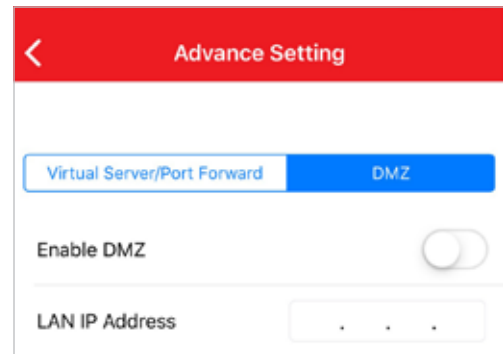 Advance Setting
Virtual Server/Port Forward DMZ
Enable DMZ
LAN IP Address . . .